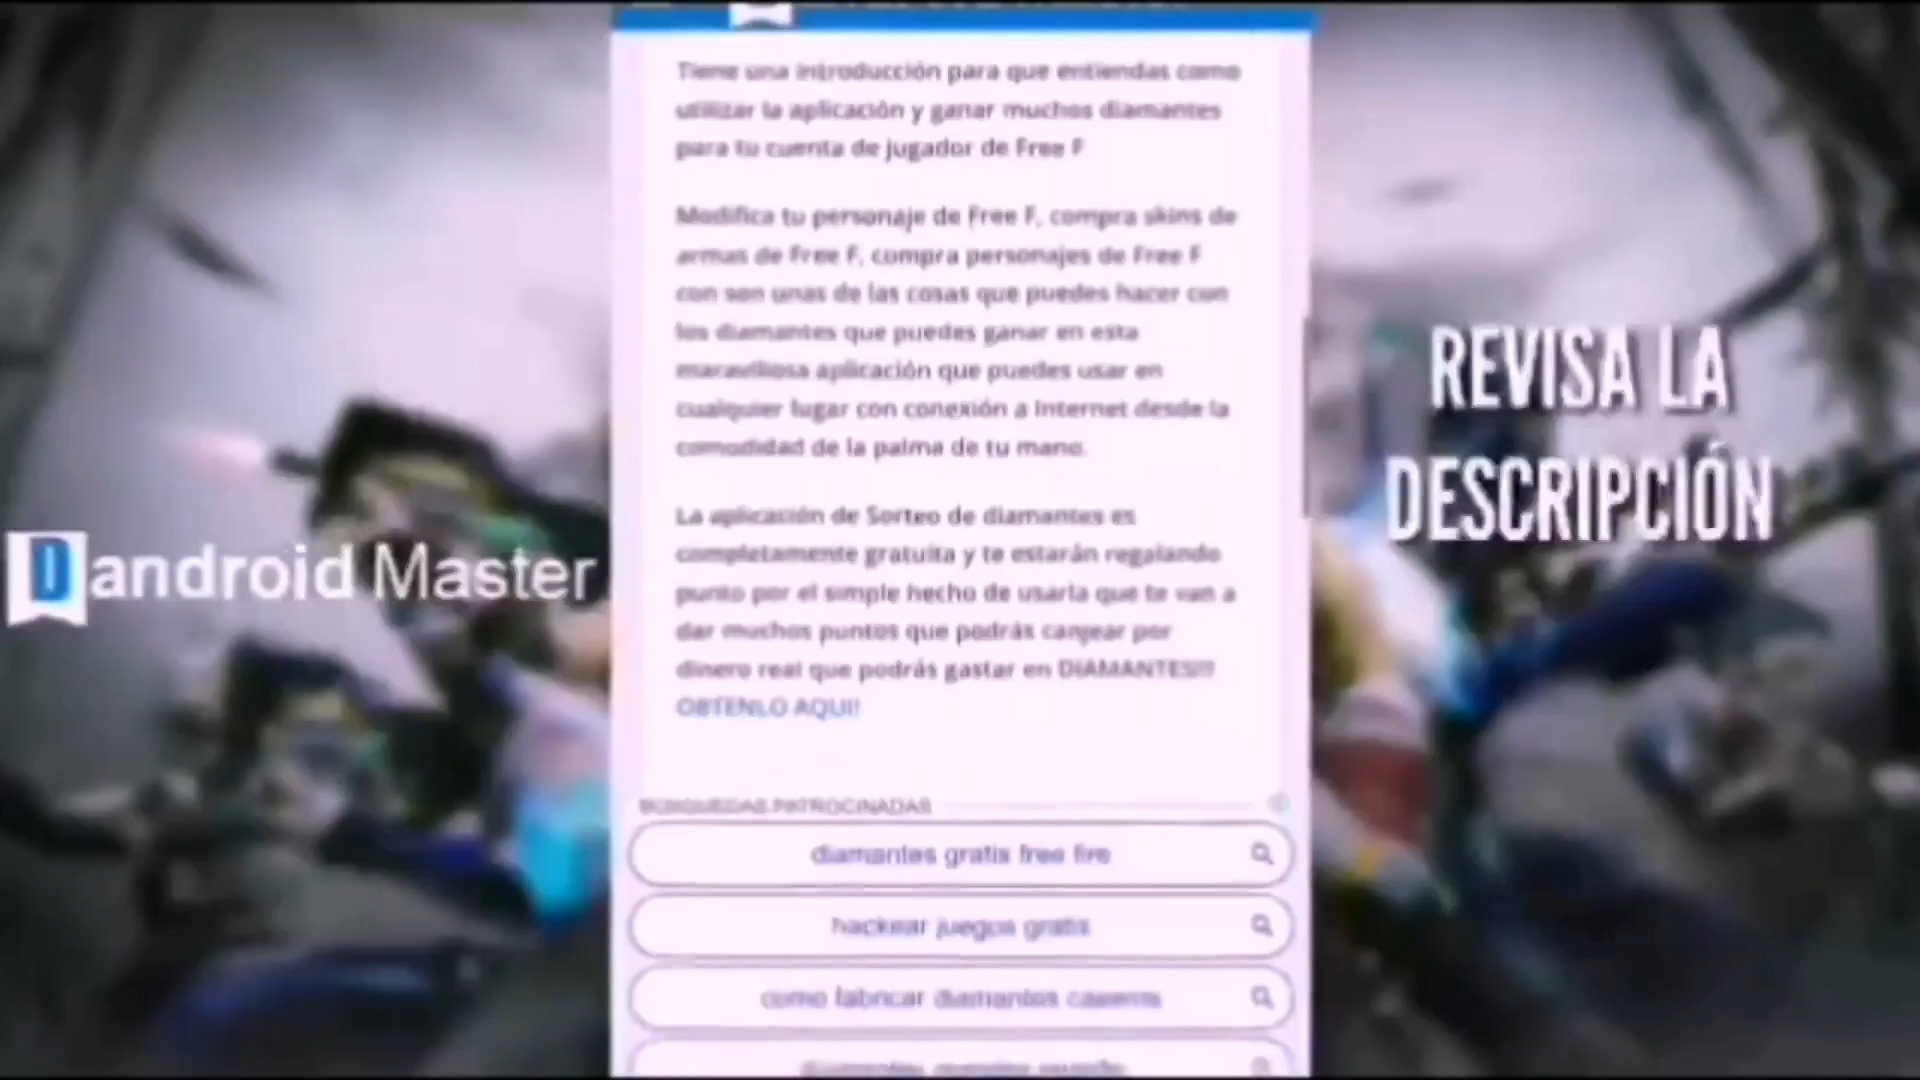 Tiene una introducción para que entiendas como
utilizar la aplicación y ganar muchos diamantes
para tu cuenta de jugador de Free F
Modifica tu personaje de Free F, compra skins de
armas de Free F, compra personajes de Free F
con son unas de las cosas que puedes hacer con
los diamantes que puedes ganar en esta
maravillosa aplicación que puedes usar en
cualquier lugar con conexión a Internet desde la
comodidad de la palma de tu mano.
La aplicación de Sorteo de diamantes es
completamente gratuita y te estarán regalando
punto por el simple hecho de usarla que te van a
dar muchos puntos que podrás canjear por
dinero real que podrás gastar en DIAMANTES!!!
OBTENLO AQUI!
BÚSQUEDAS PATROCINADAS
diamantes gratis free fire
hackear juegos gratis
como fabricar diamantes caseros
Dandroid Master
REVISA LA
DESCRIPCIÓN